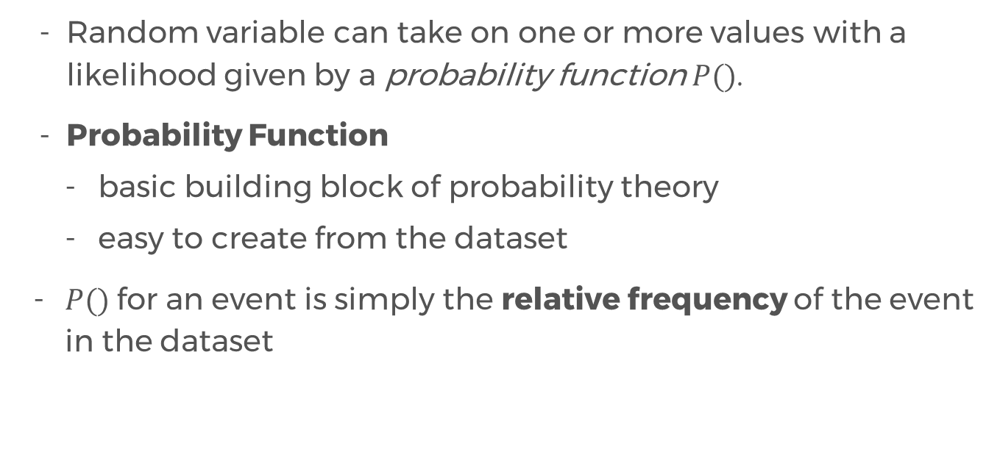 - Random variable can take on one or more values with a
likelihood given by a probability function P().
- Probability Function
- basic building block of probability theory
- easy to create from the dataset
- P() for an event is simply the relative frequency of the event
in the dataset